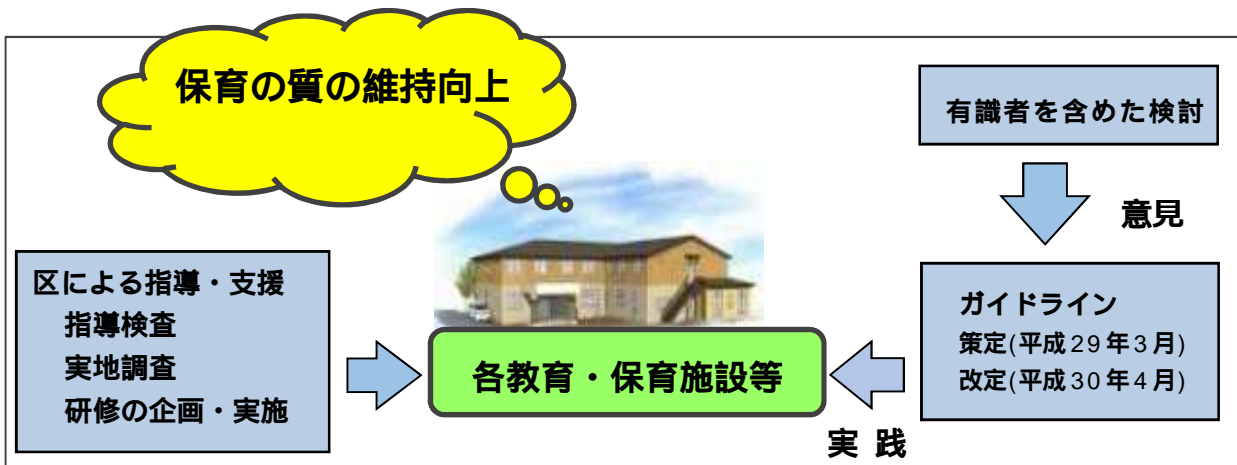 保育の質の維持向上
有識者を含めた検討
意見
区による指導・支援
指導検査
実地調査
研修の企画・実施
各教育・保育施設等
ガイドライン
策定(平成29年3月)
改定(平成30年4月)
実 践